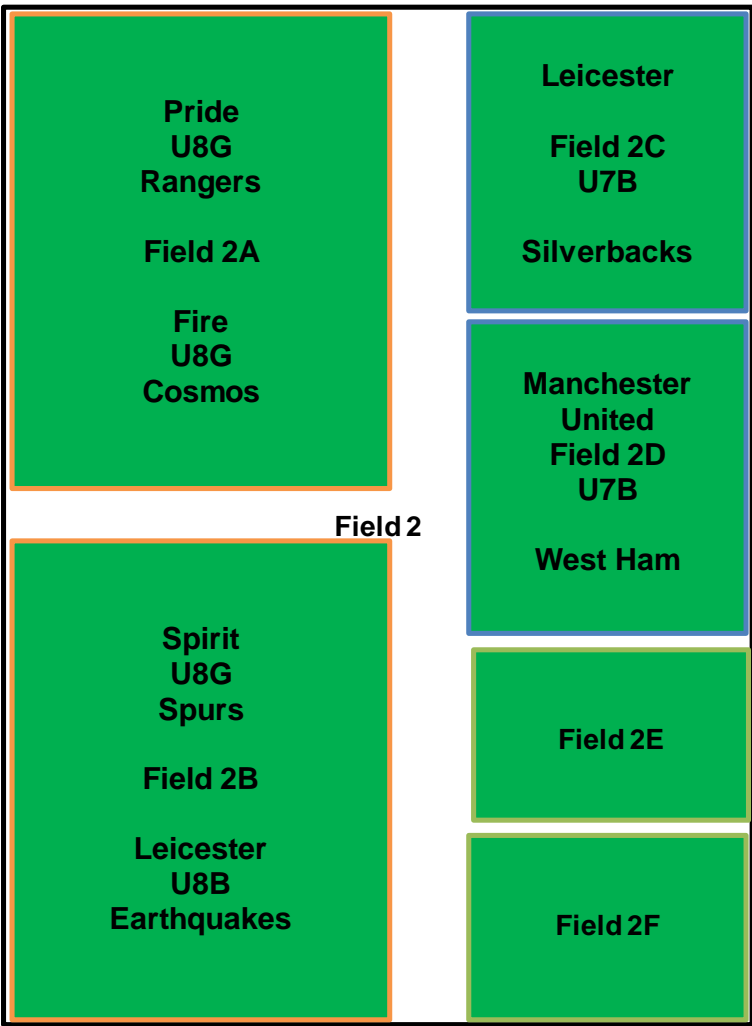 Pride
U8G
Rangers
Field 2A
Fire
U8G
Cosmos
Leicester
Field 2C
U7B
Silverbacks
Manchester
United
Field 2D
U7B
West Ham
Field 2
Spirit
U8G
Spurs
Field 2B
Leicester
U8B
Earthquakes
Field 2E
Field 2F